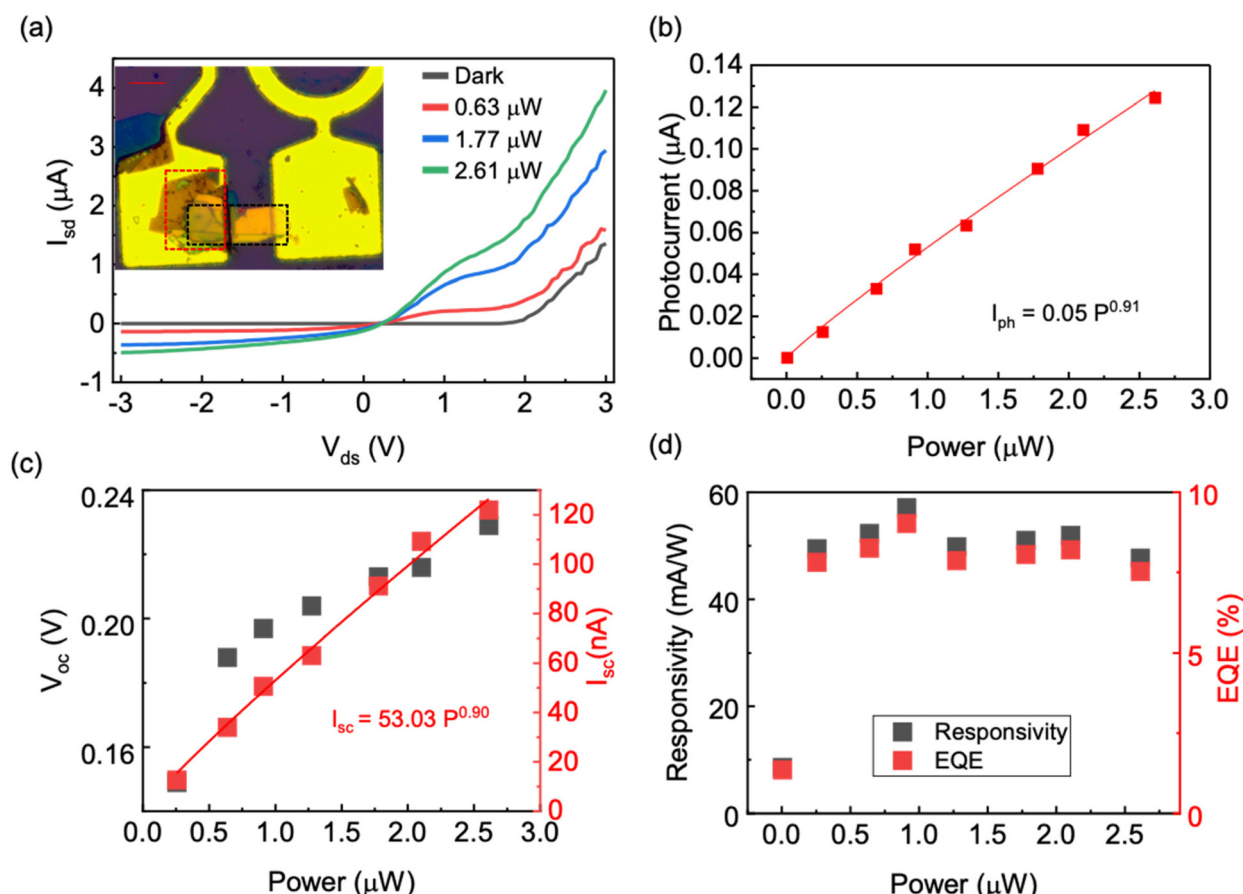 (a)
4
3
2
1
0
-1
I_sd (μA)
Dark
0.63 μW
1.77 μW
2.61 μW
-3 -2 -1 0 1 2 3
V_ds (V)
(b)
0.14
0.12
0.10
0.08
0.06
0.04
0.02
0.00
Photocurrent (μA)
I_ph = 0.05 P^0.91
0.0 0.5 1.0 1.5 2.0 2.5 3.0
Power (μW)
(c)
0.24
0.20
0.16
V_oc (V)
120
100
80
60
40
20
0
I_sc(nA)
I_sc = 53.03 P^0.90
0.0 0.5 1.0 1.5 2.0 2.5 3.0
Power (μW)
(d)
60
50
40
30
20
10
0
Responsivity (mA/W)
10
5
0
EQE (%)
Responsivity
EQE
0.0 0.5 1.0 1.5 2.0 2.5 3.0
Power (μW)